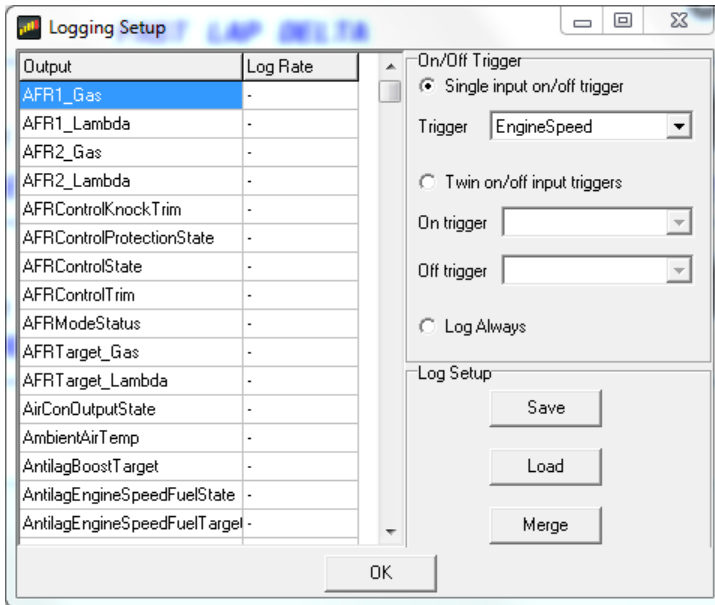 Logging Setup
LAP DELTA
Output Log Rate
AFR1_Gas -
AFR1_Lambda -
AFR2_Gas -
AFR2_Lambda -
AFRControlKnockTrim -
AFRControlProtectionState -
AFRControlState -
AFRControlTrim -
AFRModeStatus -
AFRTarget_Gas -
AFRTarget_Lambda -
AirConOutputState -
AmbientAirTemp -
AntilagBoostTarget -
AntilagEngineSpeedFuelState -
AntilagEngineSpeedFuelTarget -
On/Off Trigger
Single input on/off trigger
Trigger EngineSpeed
Twin on/off input triggers
On trigger
Off trigger
Log Always
Log Setup
Save
Load
Merge
OK